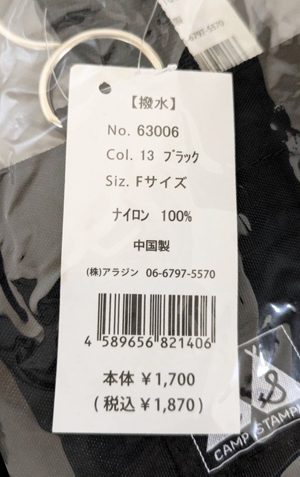 【撥水】
No. 63006
Col. 13 ブラック
Siz. Fサイズ
ナイロン 100%
中国製
(株)アラジン 06-6797-5570
4 589656 821406
本体 ¥1,700
(税込 ¥1,870)
CAMP STAMP